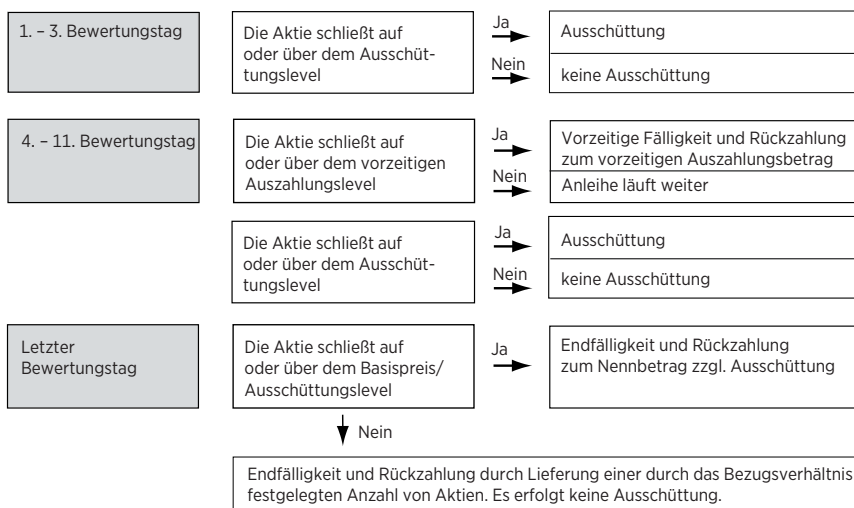 1. – 3. Bewertungstag
Die Aktie schließt auf
oder über dem Ausschüt-
tungslevel
Ja
Ausschüttung
Nein
keine Ausschüttung
4. – 11. Bewertungstag
Die Aktie schließt auf
oder über dem vorzeitigen
Auszahlungslevel
Ja
Vorzeitige Fälligkeit und Rückzahlung
zum vorzeitigen Auszahlungsbetrag
Nein
Anleihe läuft weiter
Die Aktie schließt auf
oder über dem Ausschüt-
tungslevel
Ja
Ausschüttung
Nein
keine Ausschüttung
Letzter
Bewertungstag
Die Aktie schließt auf
oder über dem Basispreis/
Ausschüttungslevel
Ja
Endfälligkeit und Rückzahlung
zum Nennbetrag zzgl. Ausschüttung
Nein
Endfälligkeit und Rückzahlung durch Lieferung einer durch das Bezugsverhältnis
festgelegten Anzahl von Aktien. Es erfolgt keine Ausschüttung.